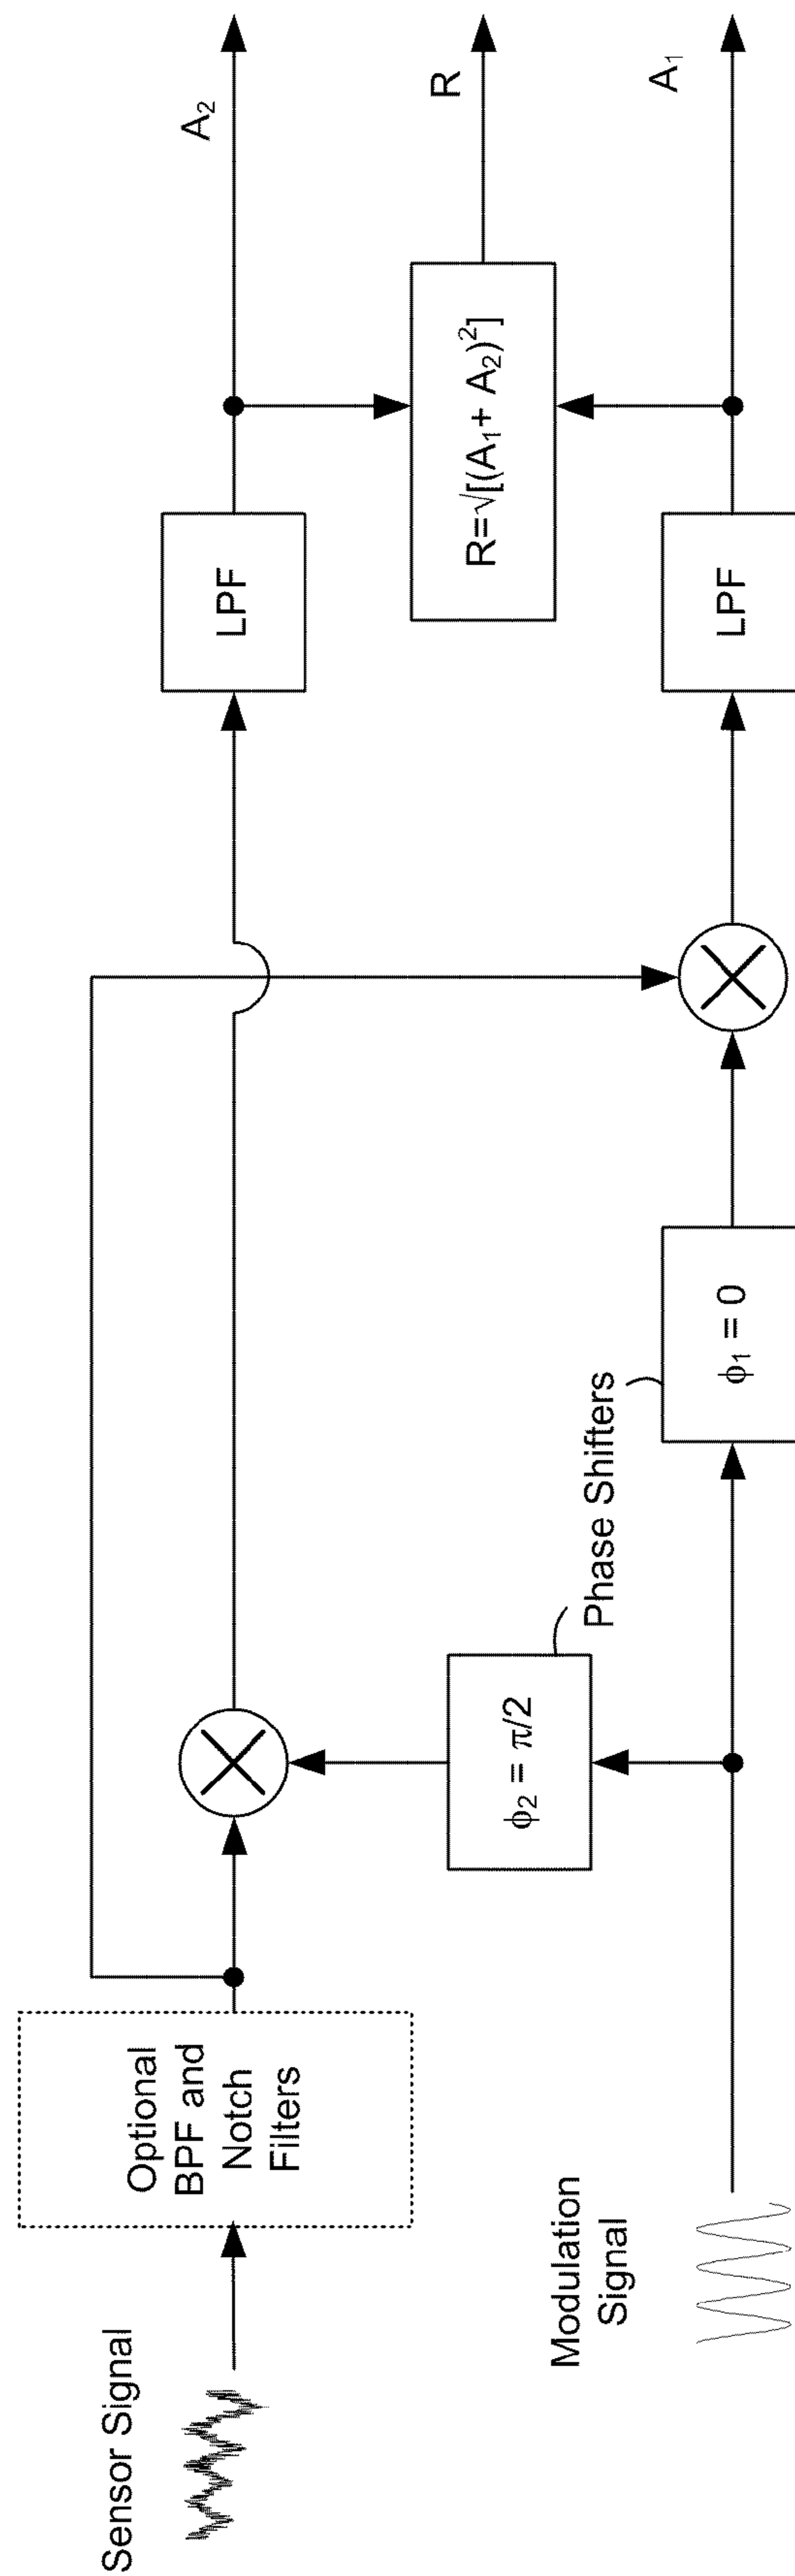 Sensor Signal
Optional
BPF and
Notch
Filters
LPF
A₂
R=√[(A₁+ A₂)²]
R
Modulation
Signal
ϕ₂ = π/2
Phase Shifters
ϕ₁ = 0
LPF
A₁